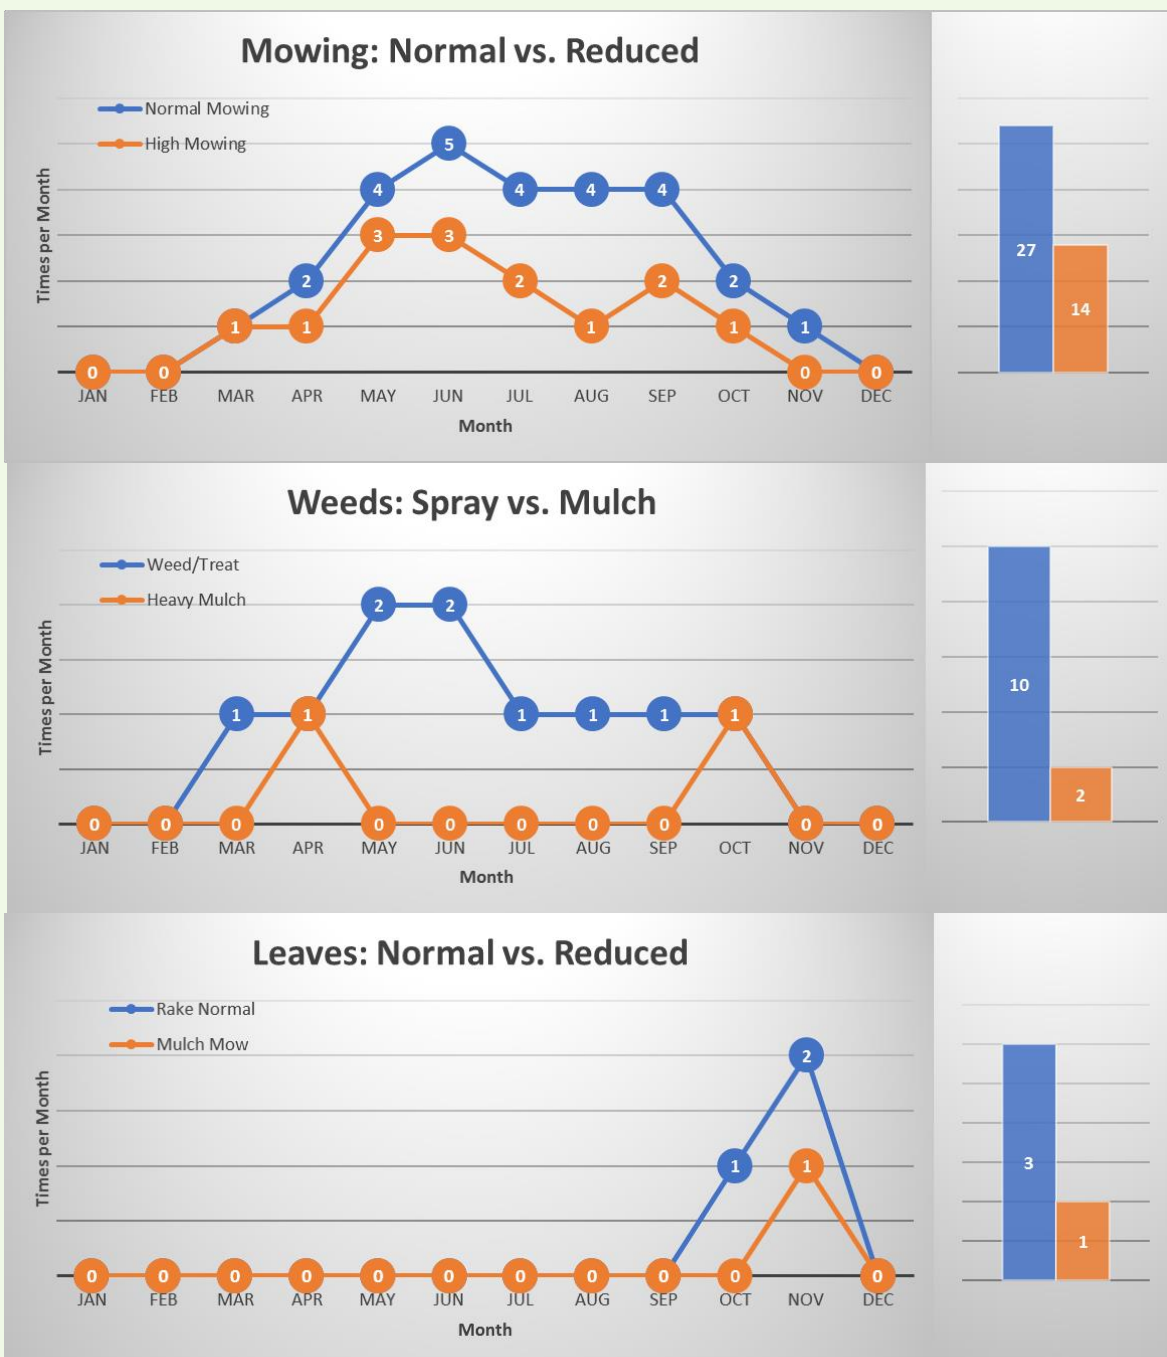 Mowing: Normal vs. Reduced
Normal Mowing
High Mowing
Times per Month
5
4 4 4 4
3 3
2 2 2 2
1 1 1 1 1
0 0 0 0
JAN FEB MAR APR MAY JUN JUL AUG SEP OCT NOV DEC
Month
27
14
Weeds: Spray vs. Mulch
Weed/Treat
Heavy Mulch
Times per Month
2 2
1 1 1 1 1 1
0 0 0 0 0 0 0 0 0 0
JAN FEB MAR APR MAY JUN JUL AUG SEP OCT NOV DEC
Month
10
2
Leaves: Normal vs. Reduced
Rake Normal
Mulch Mow
Times per Month
2
1 1
0 0 0 0 0 0 0 0 0 0 0
JAN FEB MAR APR MAY JUN JUL AUG SEP OCT NOV DEC
Month
3
1